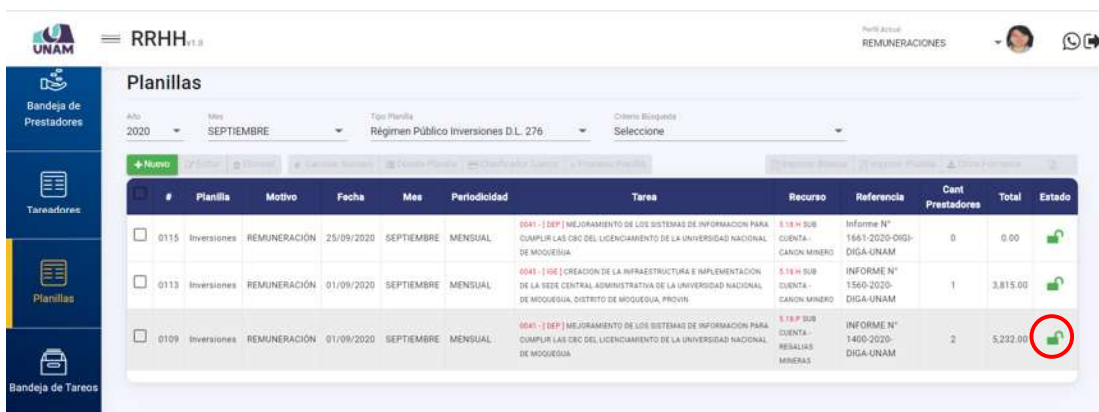 UNAM
RRHH v1.8
Perfil Actual
REMUNERACIONES
Bandeja de
Prestadores
Tareadores
Planillas
Bandeja de Tareos
Planillas
Año
2020
Mes
SEPTIEMBRE
Tipo Planilla
Régimen Público Inversiones D.L. 276
Criterio Búsqueda
Seleccione
+ Nuevo Editar Eliminar
# Planilla Motivo Fecha Mes Periodicidad Tarea Recurso Referencia Cant Prestadores Total Estado
0115 Inversiones REMUNERACIÓN 25/09/2020 SEPTIEMBRE MENSUAL
0041 - [ DEP ] MEJORAMIENTO DE LOS SISTEMAS DE INFORMACION PARA
CUMPLIR LAS CBC DEL LICENCIAMIENTO DE LA UNIVERSIDAD NACIONAL
DE MOQUEGUA
5.18.H SUB
CUENTA -
CANON MINERO
Informe N°
1661-2020-OIGI-
DIGA-UNAM
0 0.00
0113 Inversiones REMUNERACIÓN 01/09/2020 SEPTIEMBRE MENSUAL
0045 - [ IGE ] CREACION DE LA INFRAESTRUCTURA E IMPLEMENTACION
DE LA SEDE CENTRAL ADMINISTRATIVA DE LA UNIVERSIDAD NACIONAL
DE MOQUEGUA, DISTRITO DE MOQUEGUA, PROVIN
5.18.H SUB
CUENTA -
CANON MINERO
INFORME N°
1560-2020-
DIGA-UNAM
1 3,815.00
0109 Inversiones REMUNERACIÓN 01/09/2020 SEPTIEMBRE MENSUAL
0041 - [ DEP ] MEJORAMIENTO DE LOS SISTEMAS DE INFORMACION PARA
CUMPLIR LAS CBC DEL LICENCIAMIENTO DE LA UNIVERSIDAD NACIONAL
DE MOQUEGUA
5.18.P SUB
CUENTA -
REGALIAS
MINERAS
INFORME N°
1400-2020-
DIGA-UNAM
2 5,232.00